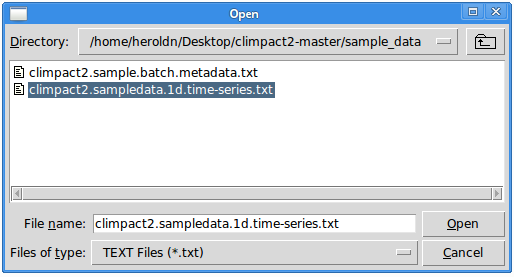 Open
Directory: /home/heroldn/Desktop/climpact2-master/sample_data
climpact2.sample.batch.metadata.txt
climpact2.sampledata.1d.time-series.txt
File name: climpact2.sampledata.1d.time-series.txt Open
Files of type: TEXT Files (*.txt) Cancel